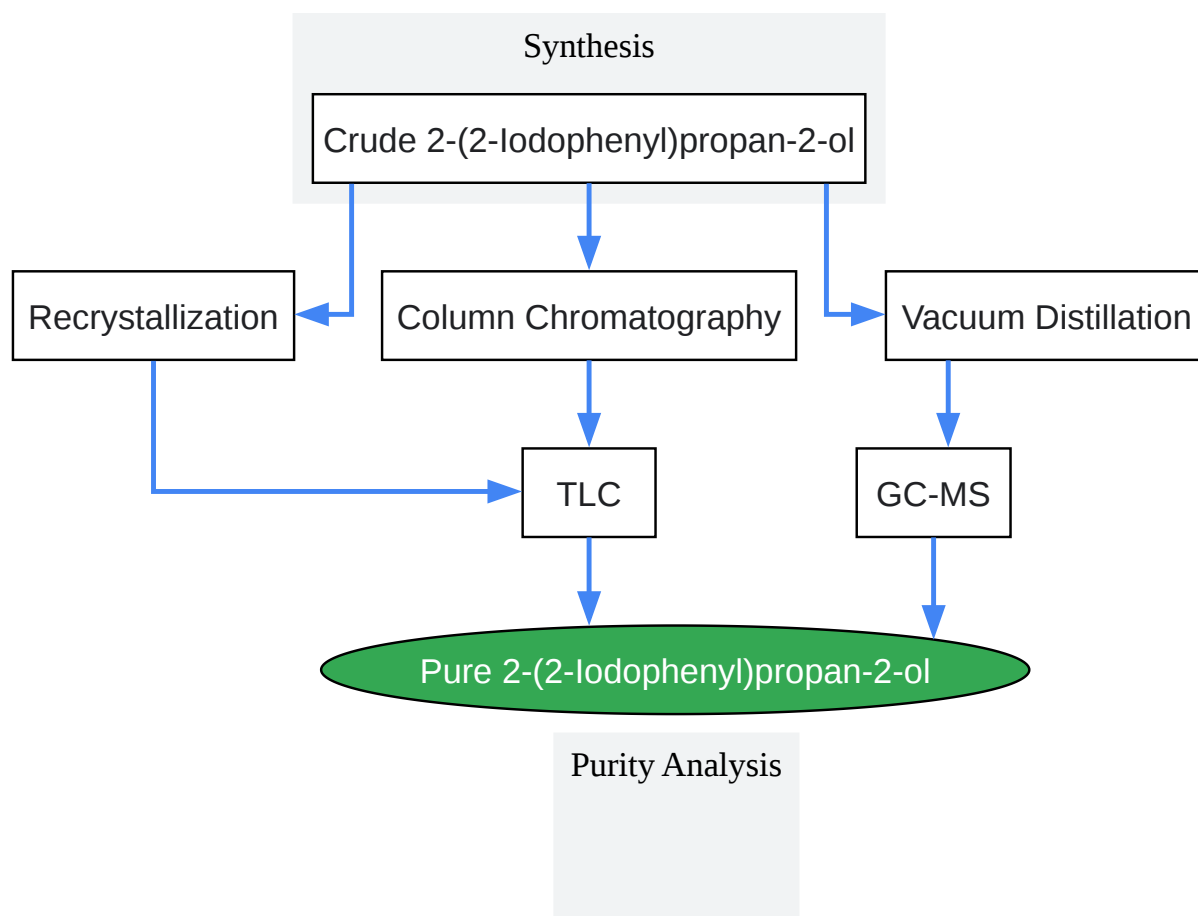 Synthesis
Crude 2-(2-Iodophenyl)propan-2-ol
Recrystallization
Column Chromatography
Vacuum Distillation
TLC
GC-MS
Pure 2-(2-Iodophenyl)propan-2-ol
Purity Analysis